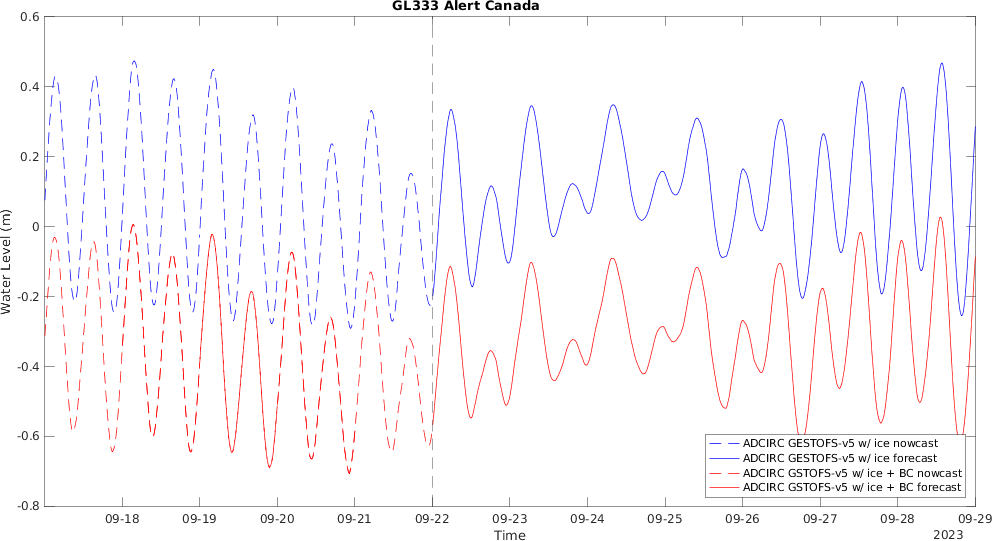 GL333 Alert Canada
0.6
0.4
0.2
0
-0.2
-0.4
-0.6
-0.8
Water Level (m)
ADCIRC GESTOFS-v5 w/ ice nowcast
ADCIRC GESTOFS-v5 w/ ice forecast
ADCIRC GSTOFS-v5 w/ ice + BC nowcast
ADCIRC GSTOFS-v5 w/ ice + BC forecast
09-18 09-19 09-20 09-21 09-22 09-23 09-24 09-25 09-26 09-27 09-28 09-29
Time
2023